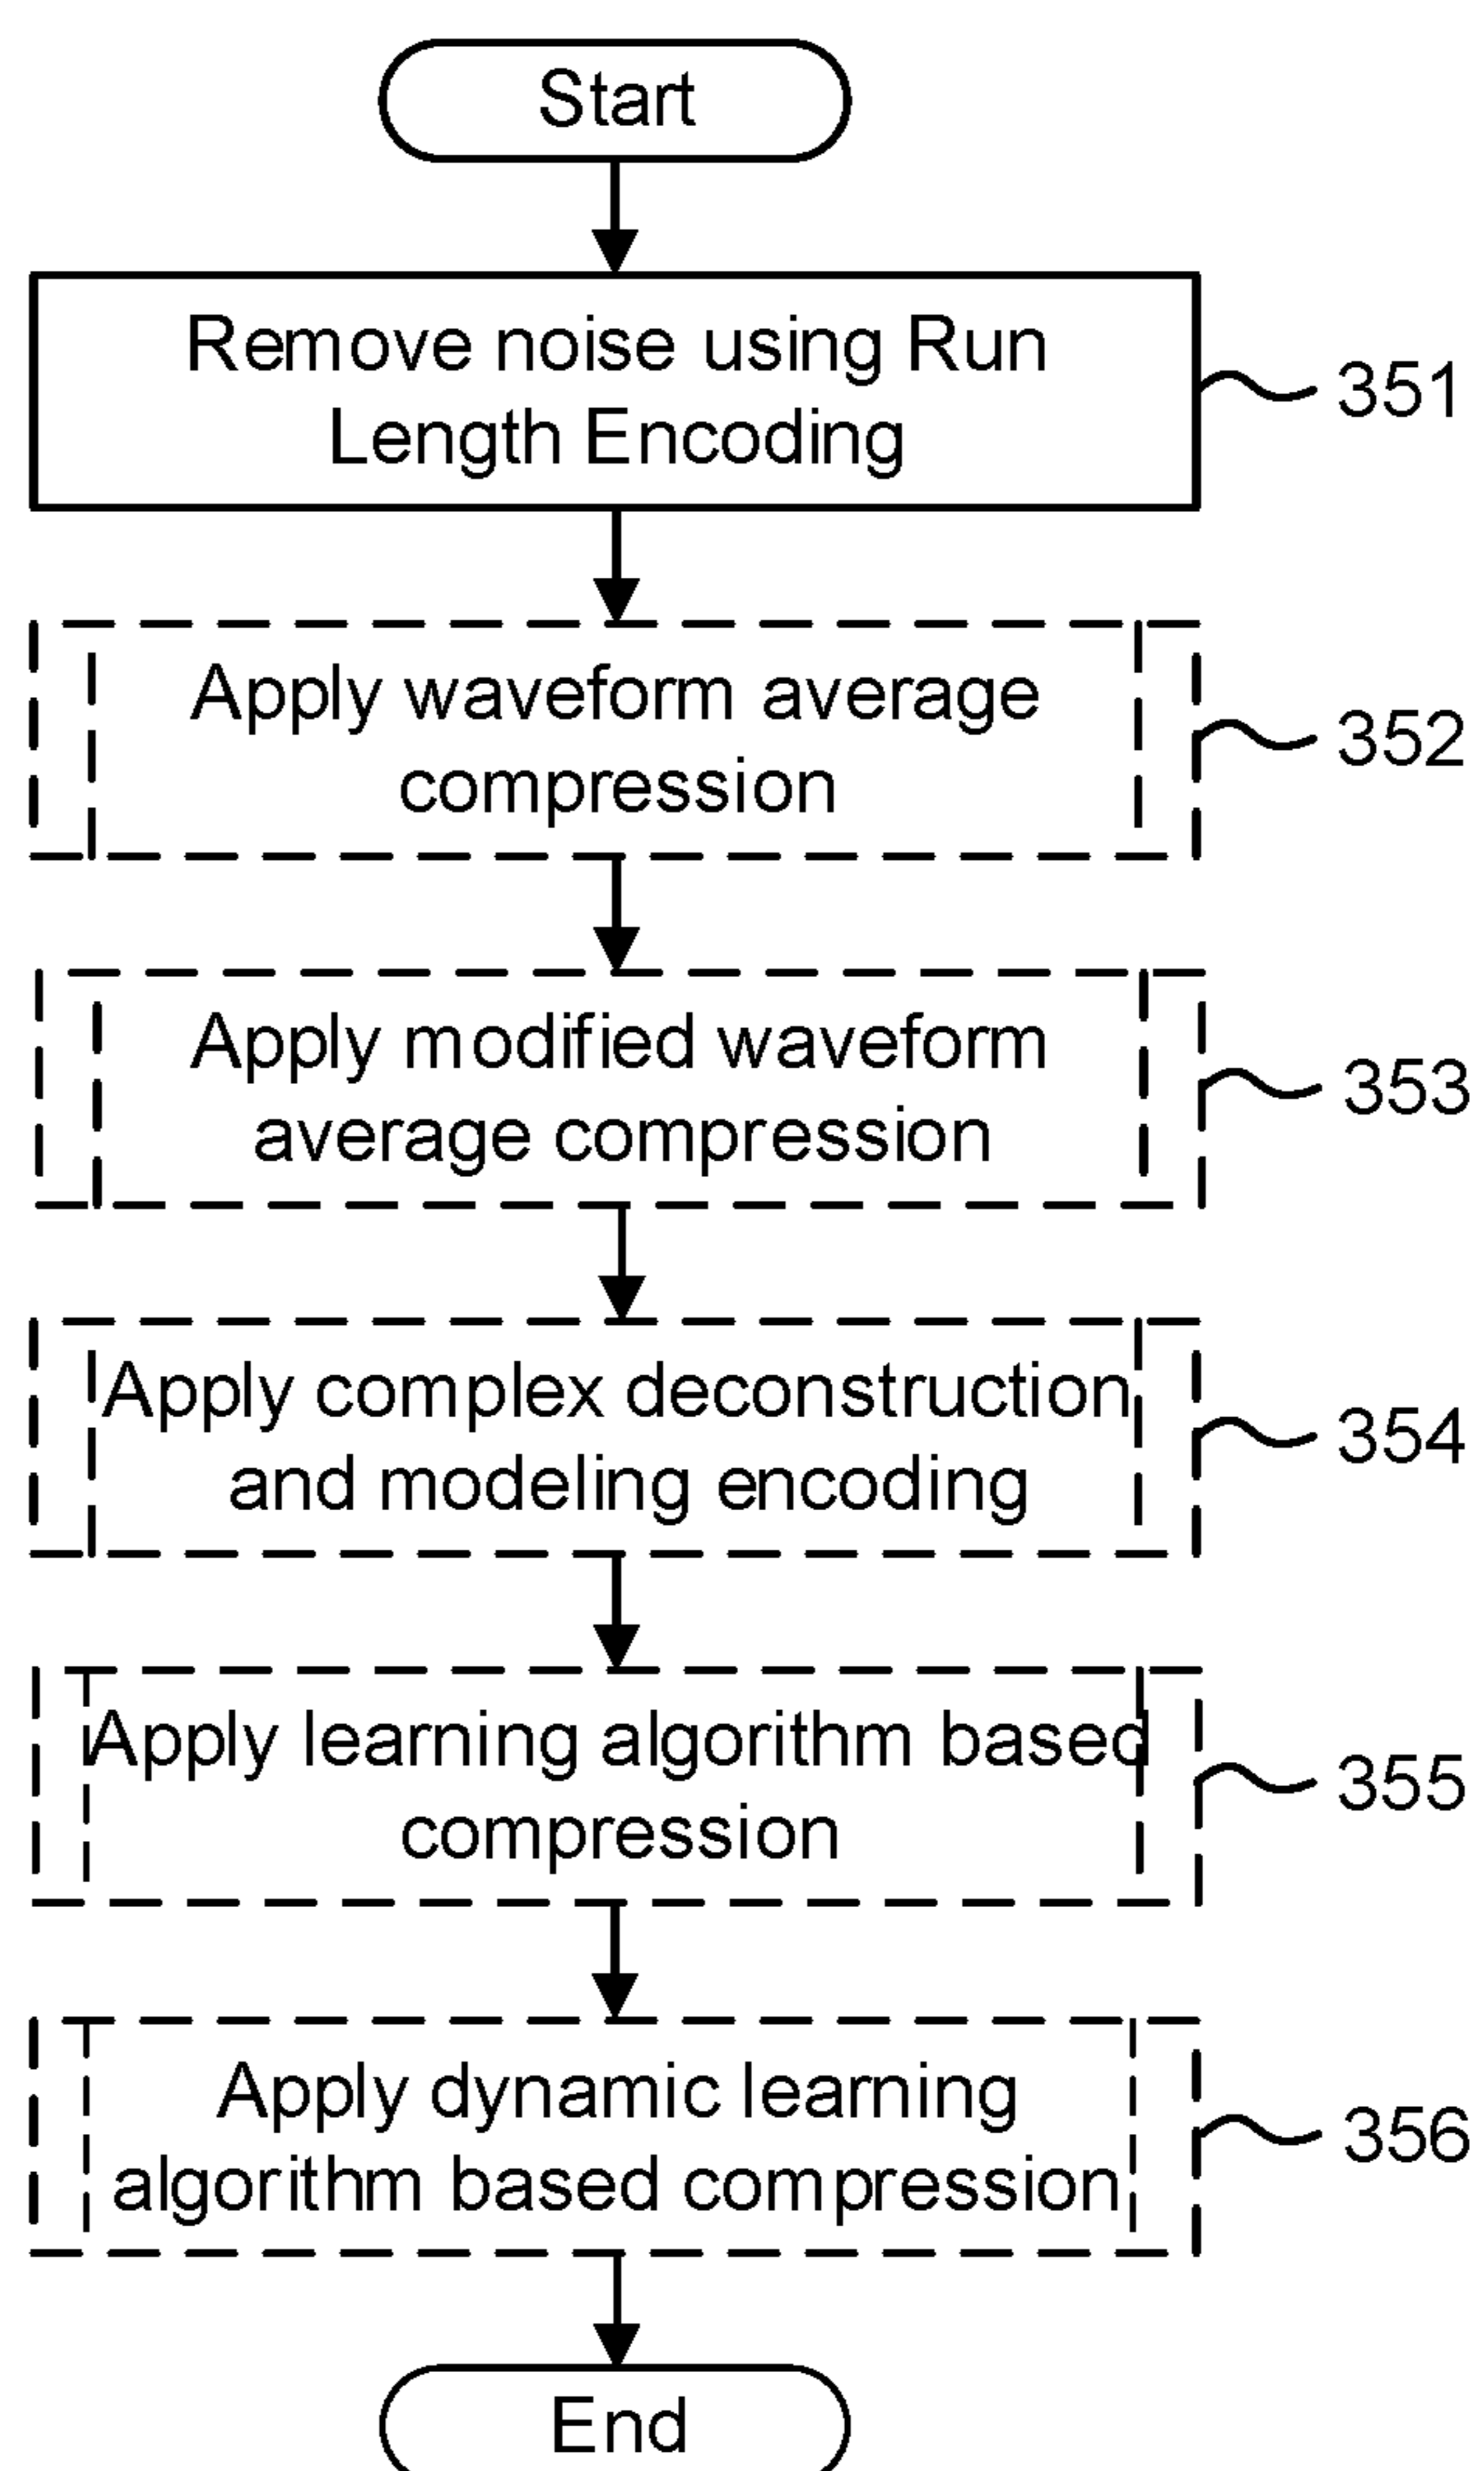 Start
Remove noise using Run
Length Encoding
351
Apply waveform average
compression
352
Apply modified waveform
average compression
353
Apply complex deconstruction
and modeling encoding
354
Apply learning algorithm based
compression
355
Apply dynamic learning
algorithm based compression
356
End